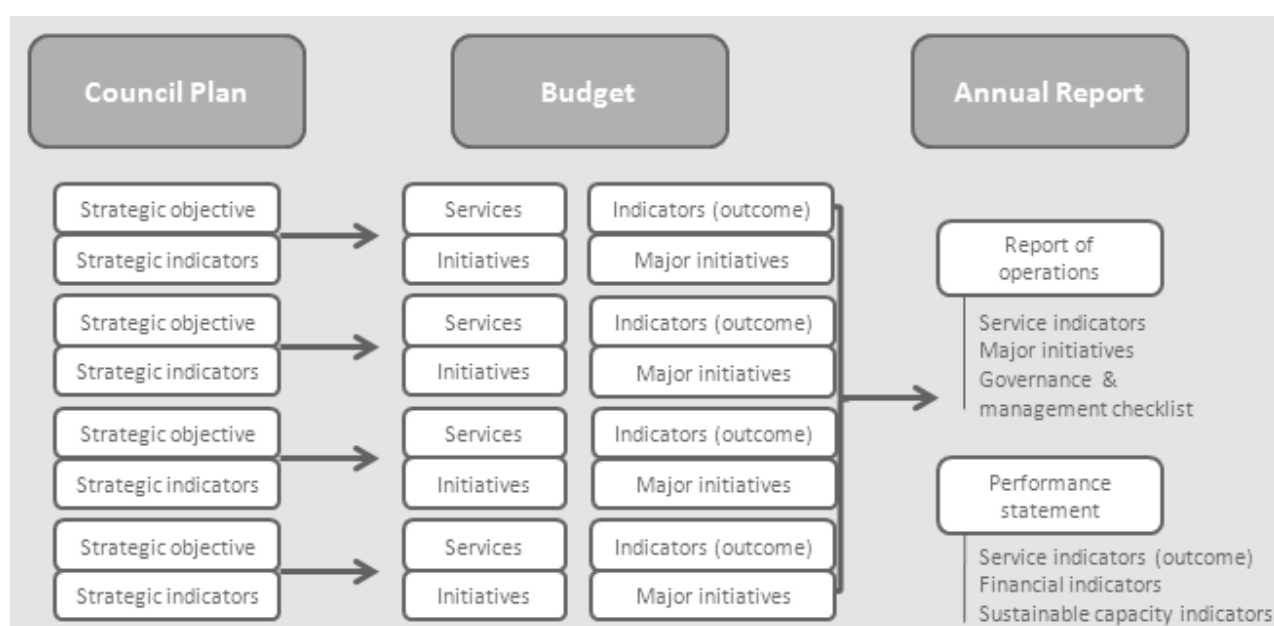 Council Plan
Budget
Annual Report
Strategic objective
Strategic indicators
Services
Initiatives
Indicators (outcome)
Major initiatives
Strategic objective
Strategic indicators
Services
Initiatives
Indicators (outcome)
Major initiatives
Strategic objective
Strategic indicators
Services
Initiatives
Indicators (outcome)
Major initiatives
Strategic objective
Strategic indicators
Services
Initiatives
Indicators (outcome)
Major initiatives
Report of
operations
Service indicators
Major initiatives
Governance &
management checklist
Performance
statement
Service indicators (outcome)
Financial indicators
Sustainable capacity indicators